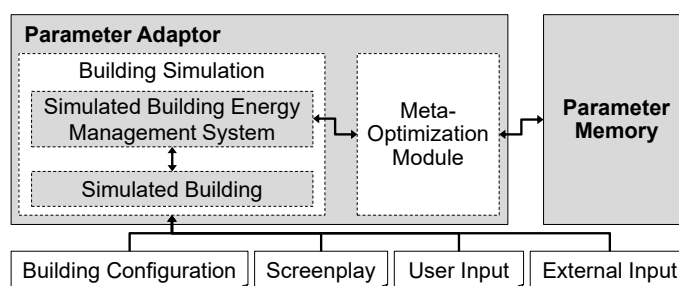 Parameter Adaptor
Building Simulation
Simulated Building Energy
Management System
Simulated Building
Meta-
Optimization
Module
Parameter
Memory
Building Configuration
Screenplay
User Input
External Input